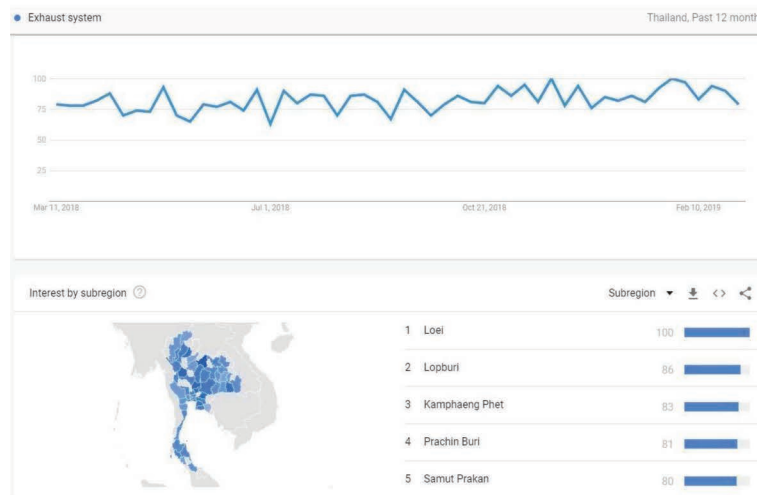 Exhaust system
Thailand, Past 12 month
100
75
50
25
Mar 11, 2018
Jul 1, 2018
Oct 21, 2018
Feb 10, 2019
Interest by subregion
Subregion
1 Loei 100
2 Lopburi 86
3 Kamphaeng Phet 83
4 Prachin Buri 81
5 Samut Prakan 80